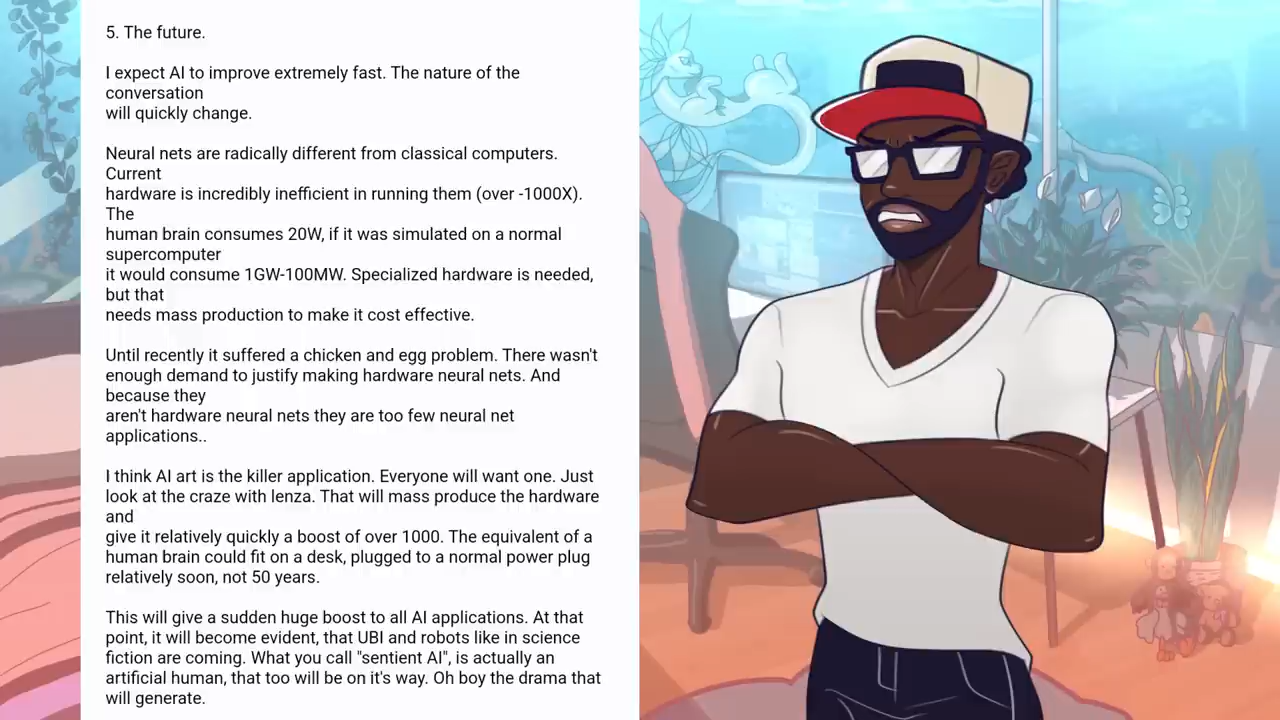 5. The future.
I expect AI to improve extremely fast. The nature of the
conversation
will quickly change.
Neural nets are radically different from classical computers.
Current
hardware is incredibly inefficient in running them (over -1000X).
The
human brain consumes 20W, if it was simulated on a normal
supercomputer
it would consume 1GW-100MW. Specialized hardware is needed,
but that
needs mass production to make it cost effective.
Until recently it suffered a chicken and egg problem. There wasn't
enough demand to justify making hardware neural nets. And
because they
aren't hardware neural nets they are too few neural net
applications..
I think AI art is the killer application. Everyone will want one. Just
look at the craze with lenza. That will mass produce the hardware
and
give it relatively quickly a boost of over 1000. The equivalent of a
human brain could fit on a desk, plugged to a normal power plug
relatively soon, not 50 years.
This will give a sudden huge boost to all AI applications. At that
point, it will become evident, that UBI and robots like in science
fiction are coming. What you call "sentient AI", is actually an
artificial human, that too will be on it's way. Oh boy the drama that
will generate.